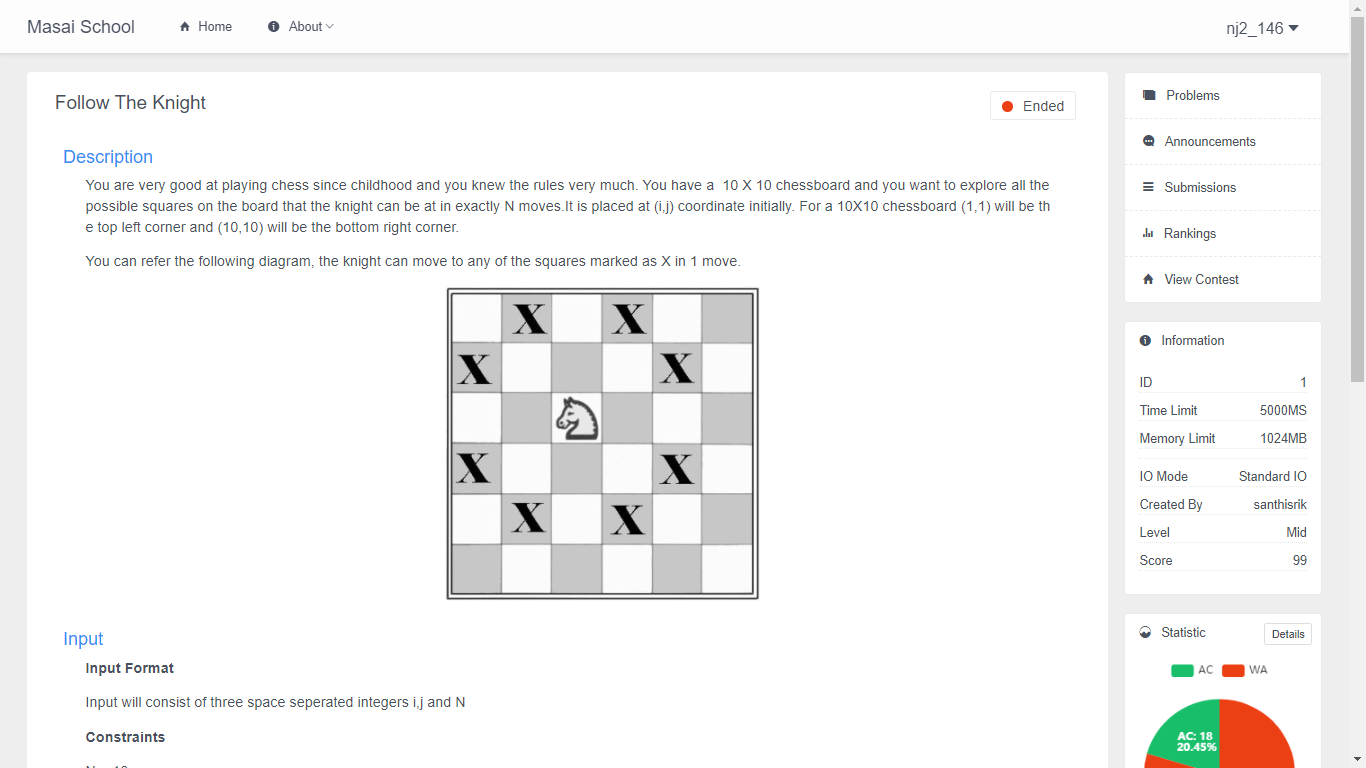 Masai School
Home
About
nj2_146
Follow The Knight
Ended
Description
You are very good at playing chess since childhood and you knew the rules very much. You have a  10 X 10 chessboard and you want to explore all the
possible squares on the board that the knight can be at in exactly N moves.It is placed at (i,j) coordinate initially. For a 10X10 chessboard (1,1) will be th
e top left corner and (10,10) will be the bottom right corner.
You can refer the following diagram, the knight can move to any of the squares marked as X in 1 move.
X X
X X
X X
X X
Input
Input Format
Input will consist of three space seperated integers i,j and N
Constraints
Problems
Announcements
Submissions
Rankings
View Contest
Information
ID 1
Time Limit 5000MS
Memory Limit 1024MB
IO Mode Standard IO
Created By santhisrik
Level Mid
Score 99
Statistic
Details
AC WA
AC: 18
20.45%